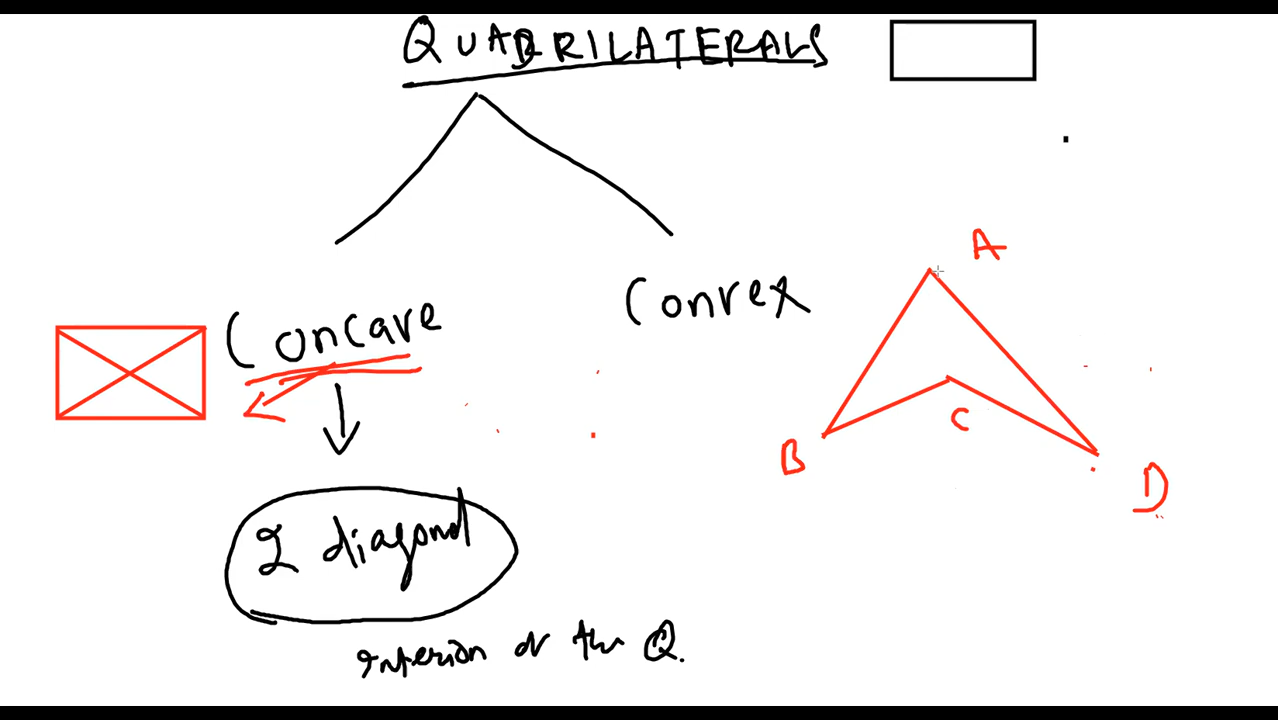 QUADRILATERALS
Concave
Convex
A
B
C
D
2 diagonal
interior of the Q.